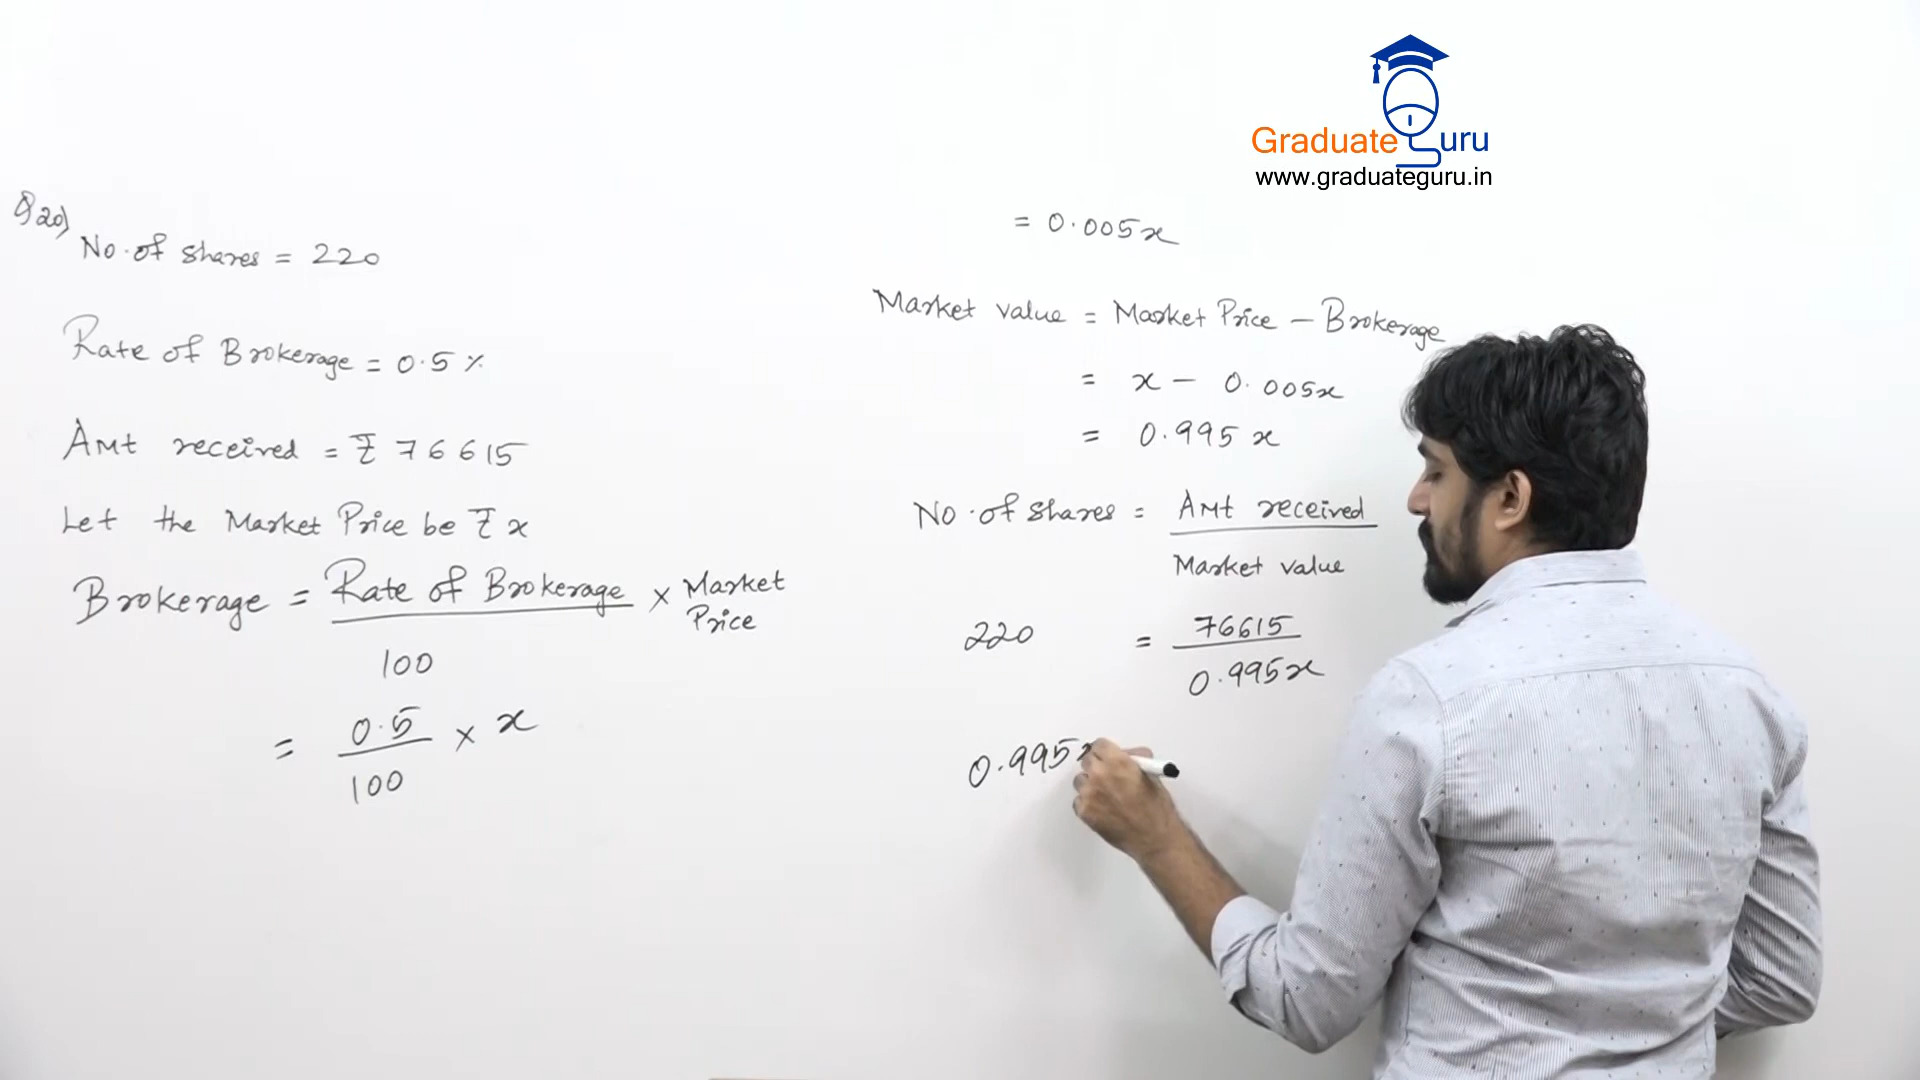 Graduate Guru
www.graduateguru.in
Q20)
No. of shares = 220
Rate of Brokerage = 0.5 %
Amt received = ₹ 76615
Let the Market Price be ₹ x
Brokerage = Rate of Brokerage / 100 × Market Price
= 0.5 / 100 × x
= 0.005x
Market value = Market Price – Brokerage
= x – 0.005x
= 0.995 x
No. of shares = Amt received / Market value
220 = 76615 / 0.995x
0.995x